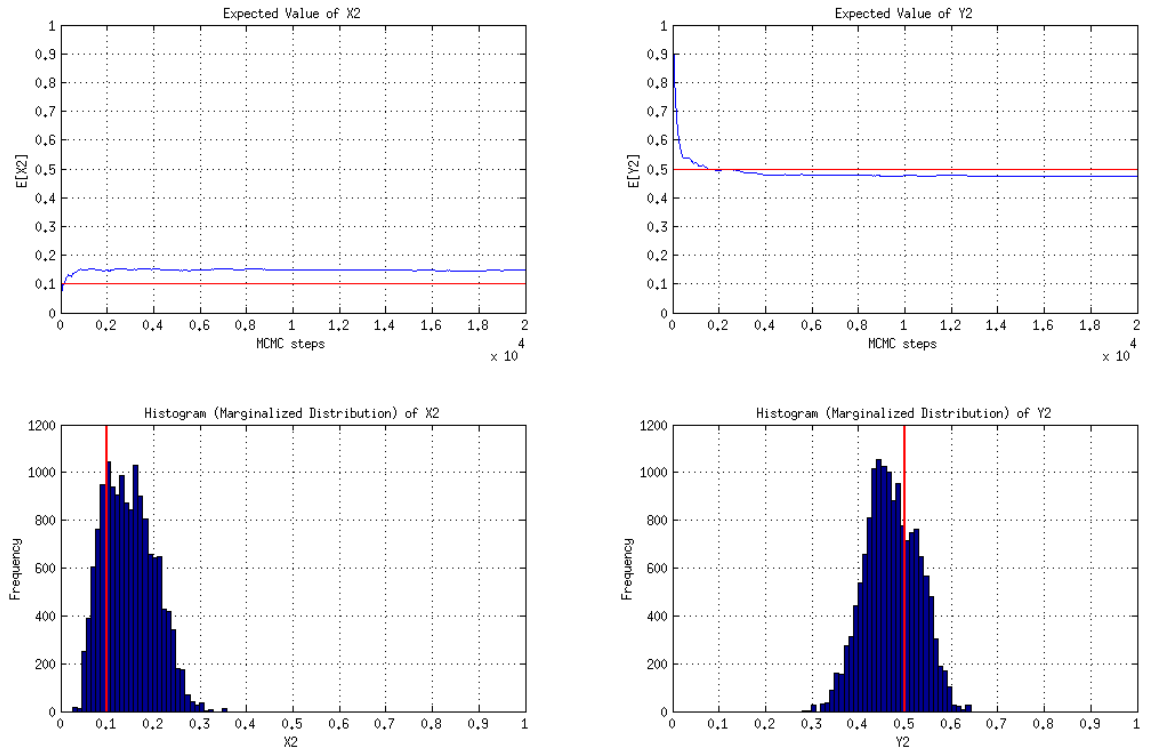 Expected Value of X2
1
0.9
0.8
0.7
0.6
0.5
0.4
0.3
0.2
0.1
0
E[X2]
0 0.2 0.4 0.6 0.8 1 1.2 1.4 1.6 1.8 2
MCMC steps
x 10
4
Expected Value of Y2
1
0.9
0.8
0.7
0.6
0.5
0.4
0.3
0.2
0.1
0
E[Y2]
0 0.2 0.4 0.6 0.8 1 1.2 1.4 1.6 1.8 2
MCMC steps
x 10
4
Histogram (Marginalized Distribution) of X2
1200
1000
800
600
400
200
0
Frequency
0 0.1 0.2 0.3 0.4 0.5 0.6 0.7 0.8 0.9 1
X2
Histogram (Marginalized Distribution) of Y2
1200
1000
800
600
400
200
0
Frequency
0 0.1 0.2 0.3 0.4 0.5 0.6 0.7 0.8 0.9 1
Y2